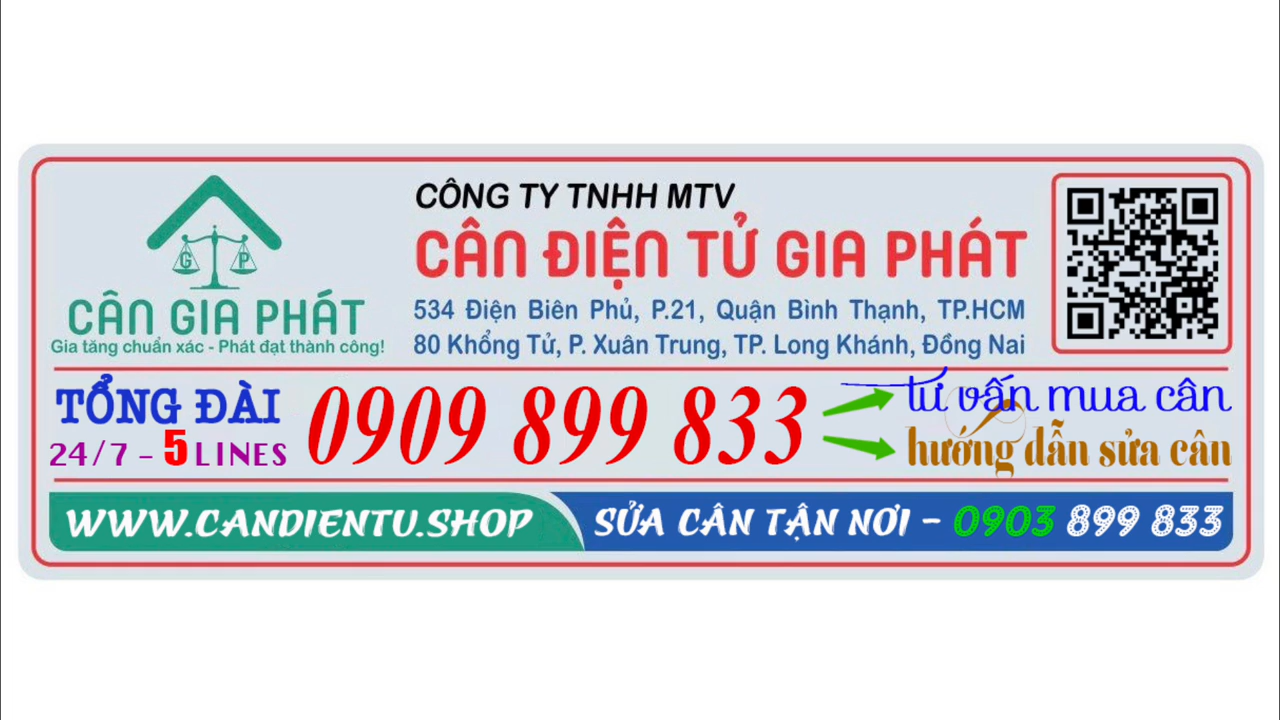 G P
CÂN GIA PHÁT
Gia tăng chuẩn xác - Phát đạt thành công!
CÔNG TY TNHH MTV
CÂN ĐIỆN TỬ GIA PHÁT
534 Điện Biên Phủ, P.21, Quận Bình Thạnh, TP.HCM
80 Khổng Tử, P. Xuân Trung, TP. Long Khánh, Đồng Nai
TỔNG ĐÀI
24/7 - 5 LINES
0909 899 833
tư vấn mua cân
hướng dẫn sửa cân
WWW.CANDIENTU.SHOP
SỬA CÂN TẬN NƠI - 0903 899 833